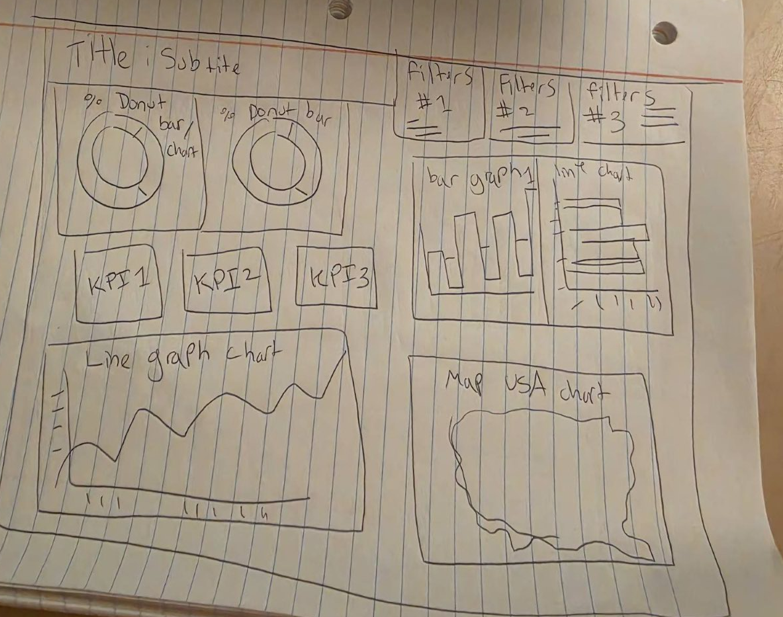 Title : Subtitle
Filters
#1
Filters
#2
filters
#3
% Donut
bar/
chart
% Donut bar
bar graph 1
line chart
KPI 1
KPI 2
KPI 3
Line graph chart
Map USA chart